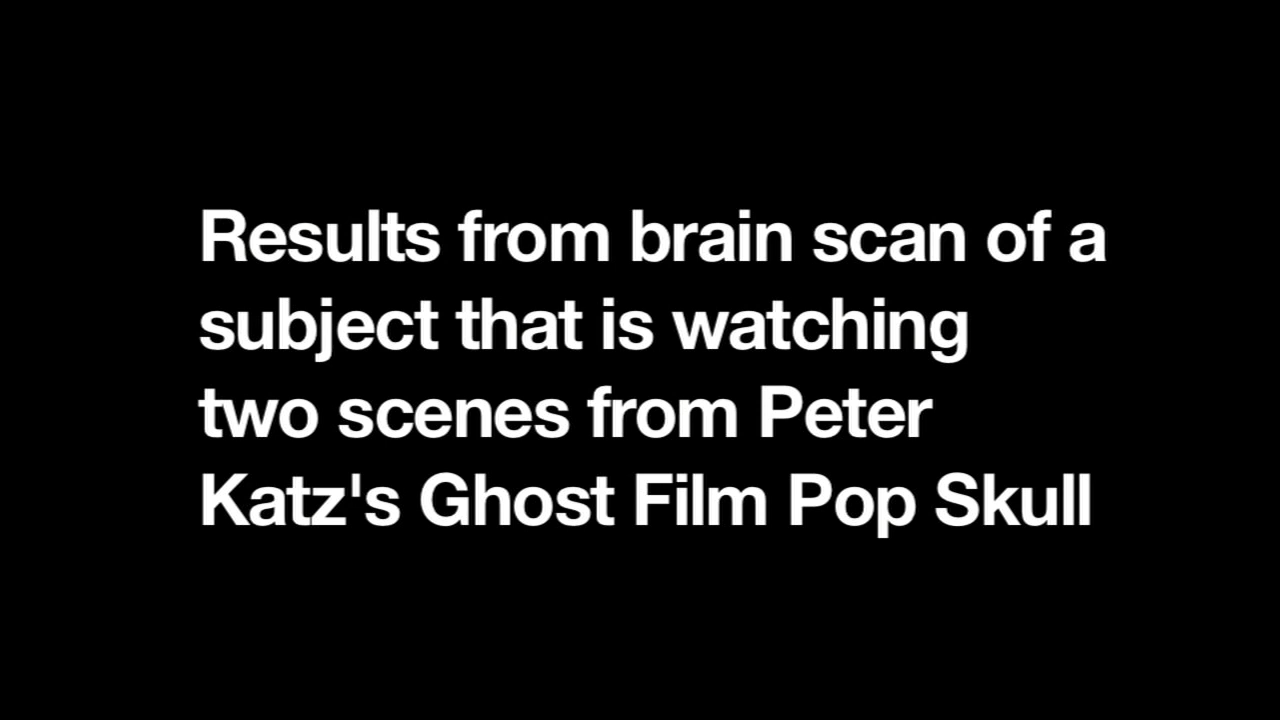 Results from brain scan of a
subject that is watching
two scenes from Peter
Katz's Ghost Film Pop Skull